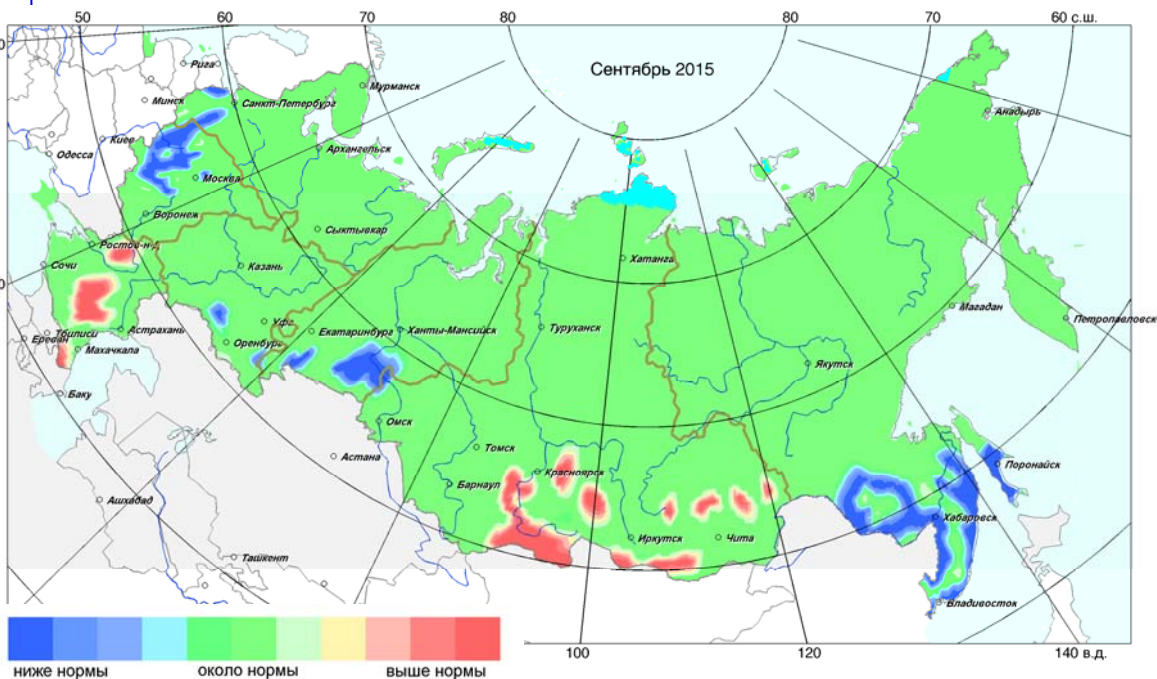 50 60 70 80 80 70 60 с.ш.
Сентябрь 2015
Рига
Мурманск
Минск
Санкт-Петербург
Анадырь
Киев
Одесса
Архангельск
Москва
Воронеж
Сыктывкар
Ростов-н-Д.
Казань
Хатанга
Сочи
Магадан
Петропавловск
Уфа
Астрахань
Екатеринбург
Ханты-Мансийск
Туруханск
Тбилиси
Ереван
Оренбург
Махачкала
Якутск
Баку
Омск
Томск
Астана
Красноярск
Поронайск
Барнаул
Ашхадад
Хабаровск
Иркутск
Чита
Ташкент
Владивосток
100 120 140 в.д.
ниже нормы около нормы выше нормы